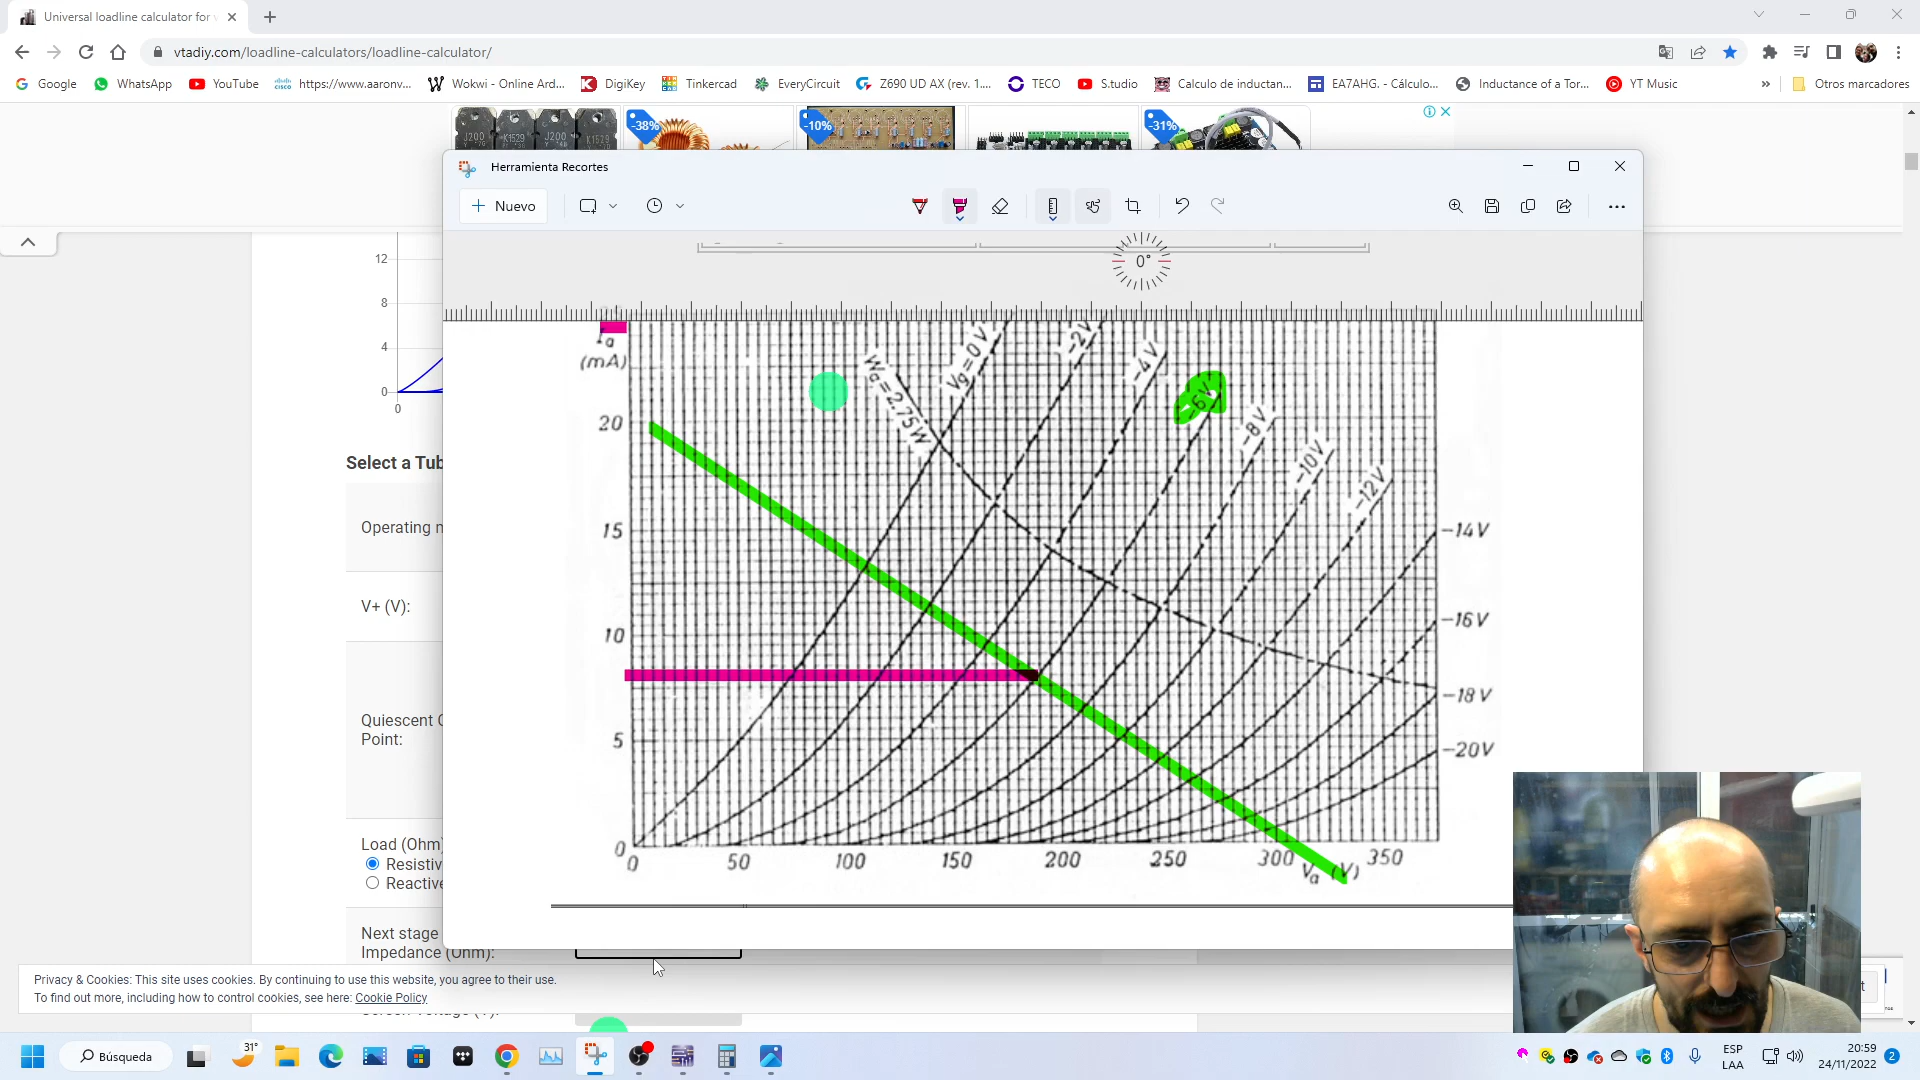 Universal loadline calculator for v
vtadiy.com/loadline-calculators/loadline-calculator/
Google WhatsApp YouTube https://www.aaronv... Wokwi - Online Ard... DigiKey Tinkercad EveryCircuit Z690 UD AX (rev. 1.... TECO S.tudio Calculo de inductan... EA7AHG. - Cálculo... Inductance of a Tor... YT Music » Otros marcadores
-38% -10% -31%
Herramienta Recortes
Nuevo
0°
12
8
4
0
0
Ia
(mA)
20
15
10
5
0
0 50 100 150 200 250 300 350
Va (V)
Wa=2.75W
Vg=0V
-2V
-4V
-6V
-8V
-10V
-12V
-14V
-16V
-18V
-20V
Select a Tub
Operating m
V+ (V):
Quiescent C
Point:
Load (Ohm)
Resistiv
Reactive
Next stage
Impedance (Ohm):
Privacy & Cookies: This site uses cookies. By continuing to use this website, you agree to their use.
To find out more, including how to control cookies, see here: Cookie Policy
t
Screen Voltage (V):
31°
Búsqueda
ESP
LAA
20:59
24/11/2022
2